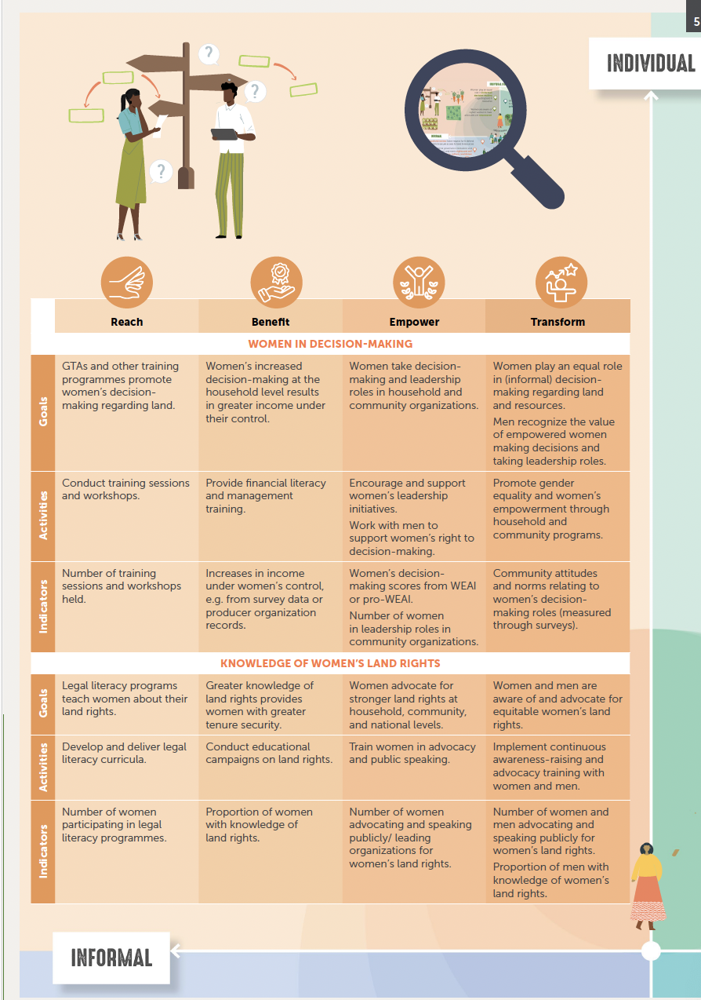 5
INDIVIDUAL
?
?
?
Reach
Benefit
Empower
Transform
WOMEN IN DECISION-MAKING
Goals
GTAs and other training
programmes promote
women's decision-
making regarding land.
Women's increased
decision-making at the
household level results
in greater income under
their control.
Women take decision-
making and leadership
roles in household and
community organizations.
Women play an equal role
in (informal) decision-
making regarding land
and resources.
Men recognize the value
of empowered women
making decisions and
taking leadership roles.
Activities
Conduct training sessions
and workshops.
Provide financial literacy
and management
training.
Encourage and support
women's leadership
initiatives.
Work with men to
support women's right to
decision-making.
Promote gender
equality and women's
empowerment through
household and
community programs.
Indicators
Number of training
sessions and workshops
held.
Increases in income
under women's control,
e.g. from survey data or
producer organization
records.
Women's decision-
making scores from WEAI
or pro-WEAI.
Number of women
in leadership roles in
community organizations.
Community attitudes
and norms relating to
women's decision-
making roles (measured
through surveys).
KNOWLEDGE OF WOMEN'S LAND RIGHTS
Goals
Legal literacy programs
teach women about their
land rights.
Greater knowledge of
land rights provides
women with greater
tenure security.
Women advocate for
stronger land rights at
household, community,
and national levels.
Women and men are
aware of and advocate for
equitable women's land
rights.
Activities
Develop and deliver legal
literacy curricula.
Conduct educational
campaigns on land rights.
Train women in advocacy
and public speaking.
Implement continuous
awareness-raising and
advocacy training with
women and men.
Indicators
Number of women
participating in legal
literacy programmes.
Proportion of women
with knowledge of
land rights.
Number of women
advocating and speaking
publicly/ leading
organizations for
women's land rights.
Number of women and
men advocating and
speaking publicly for
women's land rights.
Proportion of men with
knowledge of women's
land rights.
INFORMAL